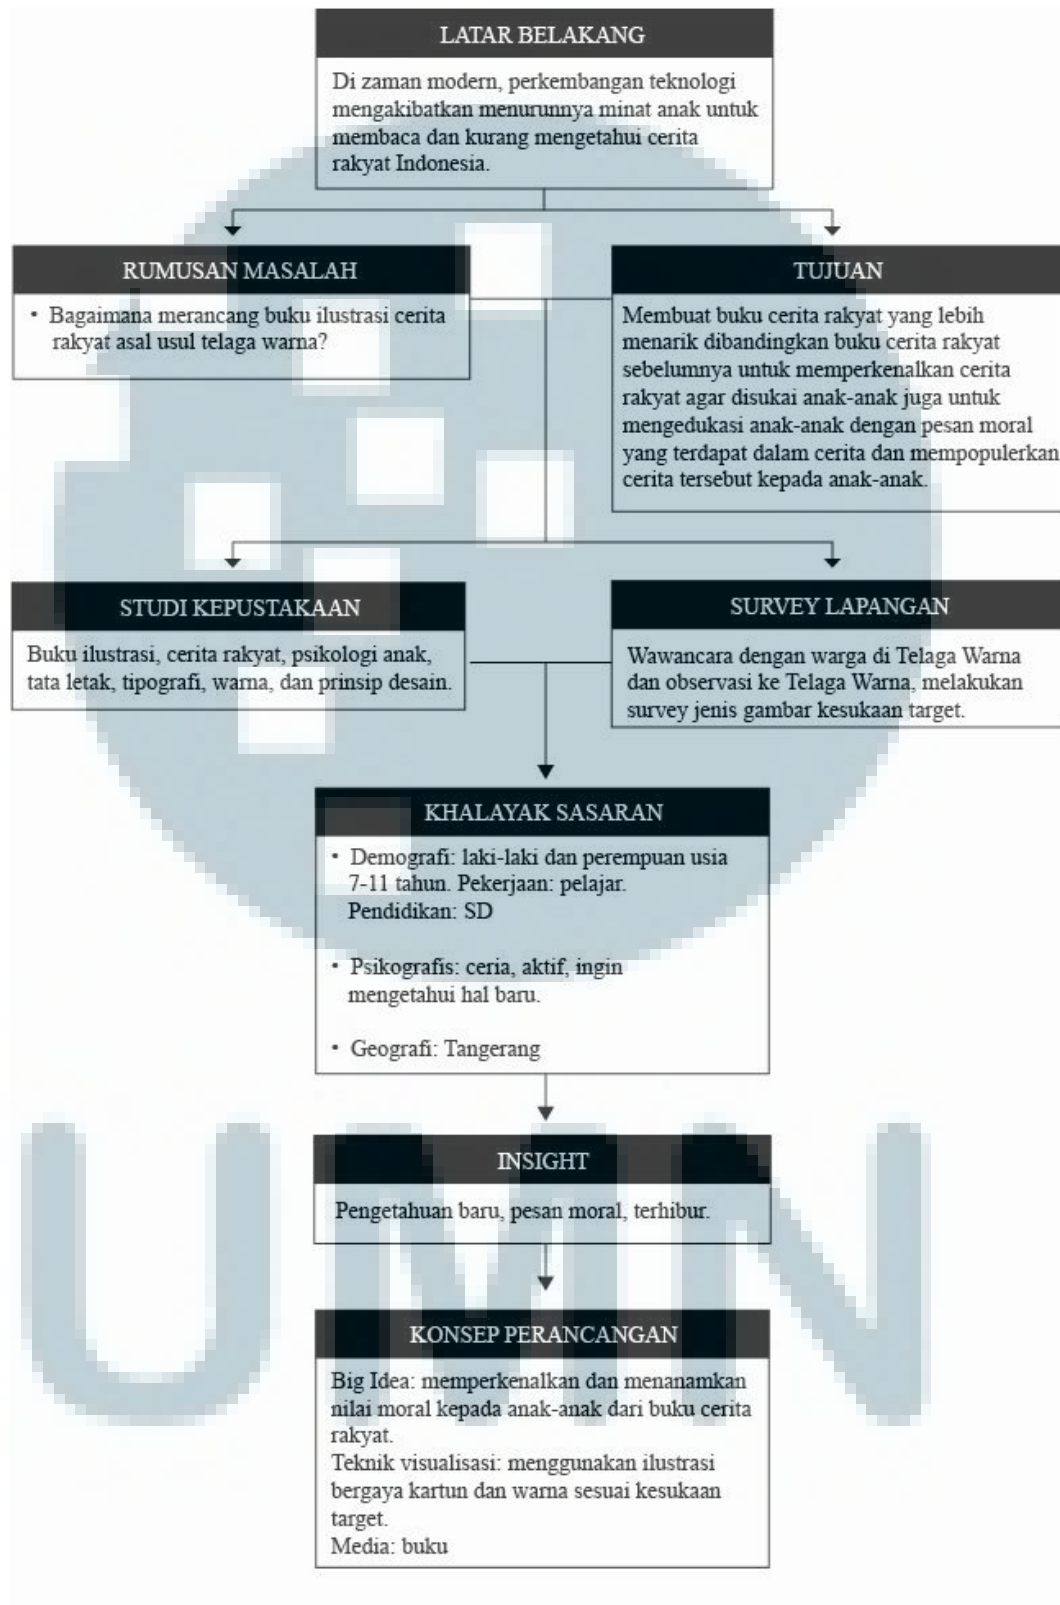 LATAR BELAKANG
Di zaman modern, perkembangan teknologi
mengakibatkan menurunnya minat anak untuk
membaca dan kurang mengetahui cerita
rakyat Indonesia.
RUMUSAN MASALAH
• Bagaimana merancang buku ilustrasi cerita
rakyat asal usul telaga warna?
TUJUAN
Membuat buku cerita rakyat yang lebih
menarik dibandingkan buku cerita rakyat
sebelumnya untuk memperkenalkan cerita
rakyat agar disukai anak-anak juga untuk
mengedukasi anak-anak dengan pesan moral
yang terdapat dalam cerita dan mempopulerkan
cerita tersebut kepada anak-anak.
STUDI KEPUSTAKAAN
Buku ilustrasi, cerita rakyat, psikologi anak,
tata letak, tipografi, warna, dan prinsip desain.
SURVEY LAPANGAN
Wawancara dengan warga di Telaga Warna
dan observasi ke Telaga Warna, melakukan
survey jenis gambar kesukaan target.
KHALAYAK SASARAN
• Demografi: laki-laki dan perempuan usia
7-11 tahun. Pekerjaan: pelajar.
Pendidikan: SD
• Psikografis: ceria, aktif, ingin
mengetahui hal baru.
• Geografi: Tangerang
INSIGHT
Pengetahuan baru, pesan moral, terhibur.
KONSEP PERANCANGAN
Big Idea: memperkenalkan dan menanamkan
nilai moral kepada anak-anak dari buku cerita
rakyat.
Teknik visualisasi: menggunakan ilustrasi
bergaya kartun dan warna sesuai kesukaan
target.
Media: buku
UMN